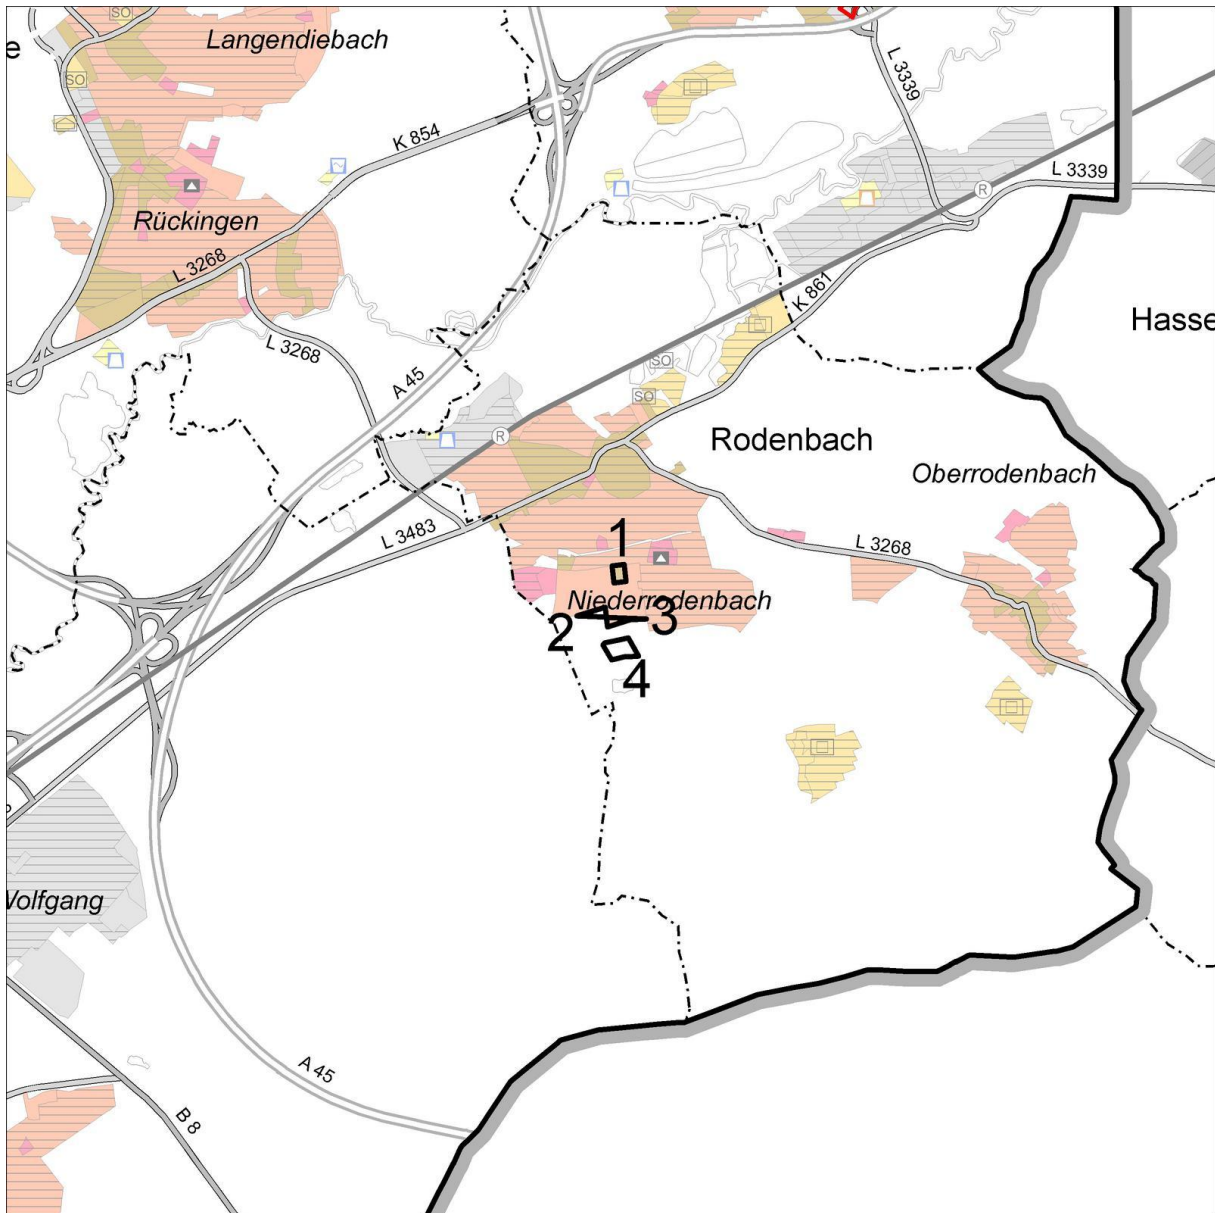 Langendiebach
e
SO
SO
L 3339
K 854
L 3339
Rückingen
R
L 3268
K 861
Hasse
L 3268
SO
A 45
SO
R
Rodenbach
Oberrodenbach
L 3483
1
L 3268
Niederrodenbach
2
3
4
Wolfgang
A 45
B 8